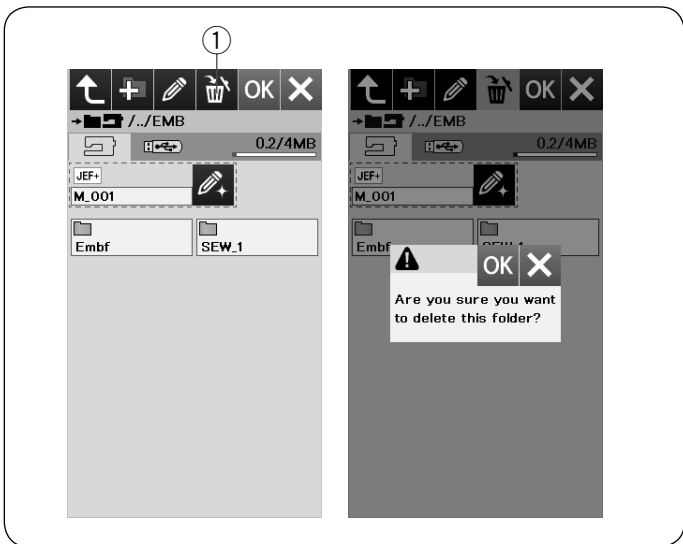 ①
OK
/../EMB
0.2/4MB
JEF+
M_001
Embf
SEW_1
OK
/../EMB
0.2/4MB
JEF+
M_001
Embf
SEW_1
OK
Are you sure you want
to delete this folder?